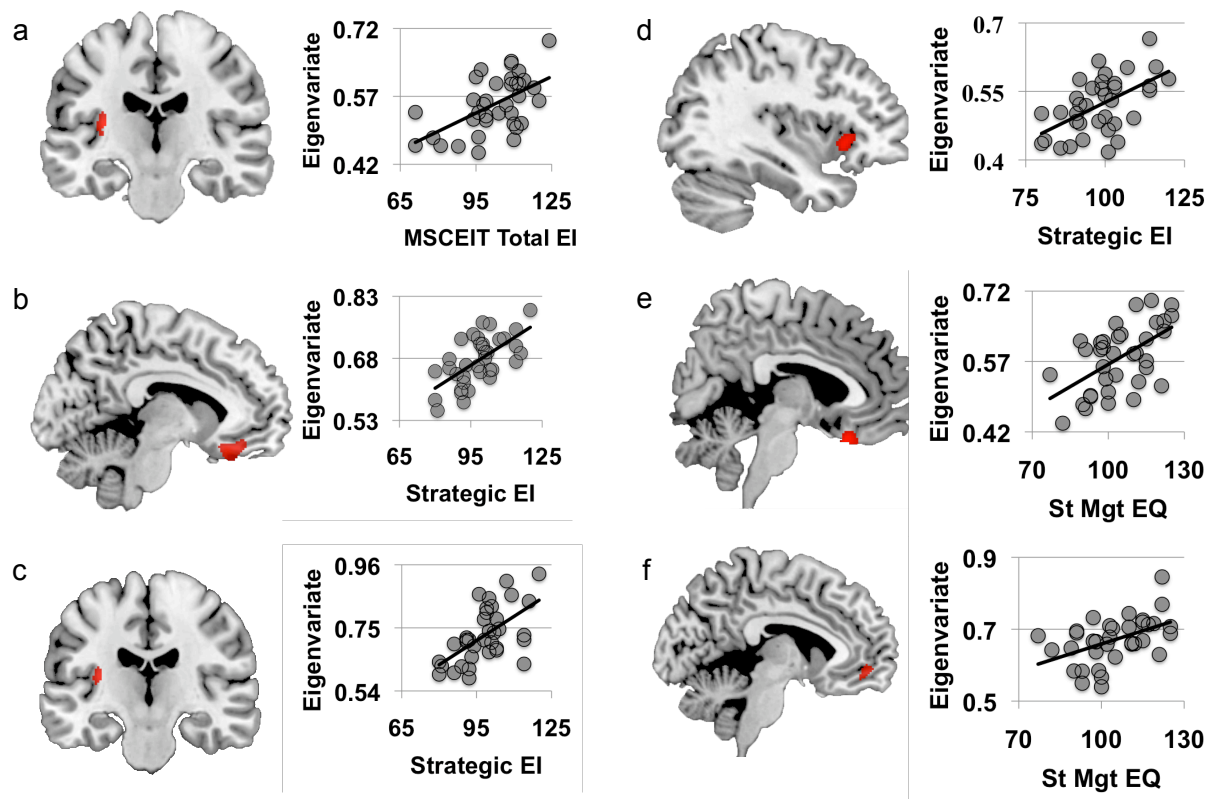 a
0.72
0.57
0.42
Eigenvariate
65 95 125
MSCEIT Total EI
b
0.83
0.68
0.53
Eigenvariate
65 95 125
Strategic EI
c
0.96
0.75
0.54
Eigenvariate
65 95 125
Strategic EI
d
0.7
0.55
0.4
Eigenvariate
75 100 125
Strategic EI
e
0.72
0.57
0.42
Eigenvariate
70 100 130
St Mgt EQ
f
0.9
0.7
0.5
Eigenvariate
70 100 130
St Mgt EQ